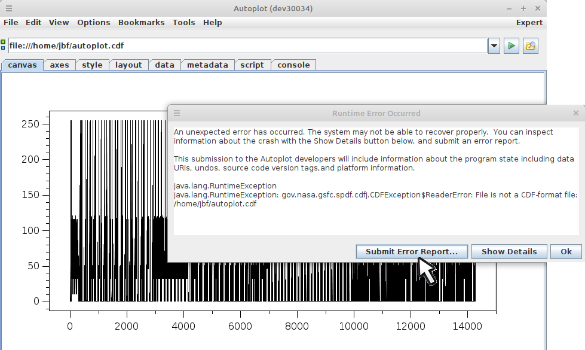 Autoplot (dev30034)
File Edit View Options Bookmarks Tools Help Expert
file:///home/jbf/autoplot.cdf
canvas axes style layout data metadata script console
Runtime Error Occurred
An unexpected error has occurred. The system may not be able to recover properly. You can inspect
information about the crash with the Show Details button below, and submit an error report.
This submission to the Autoplot developers will include information about the program state including data
URIs, undos, source code version tags,and platform information.
java.lang.RuntimeException
java.lang.RuntimeException: gov.nasa.gsfc.spdf.cdfj.CDFException$ReaderError: File is not a CDF-format file:
/home/jbf/autoplot.cdf
Submit Error Report... Show Details Ok
250
200
150
100
50
0
0 2000 4000 6000 8000 10000 12000 14000